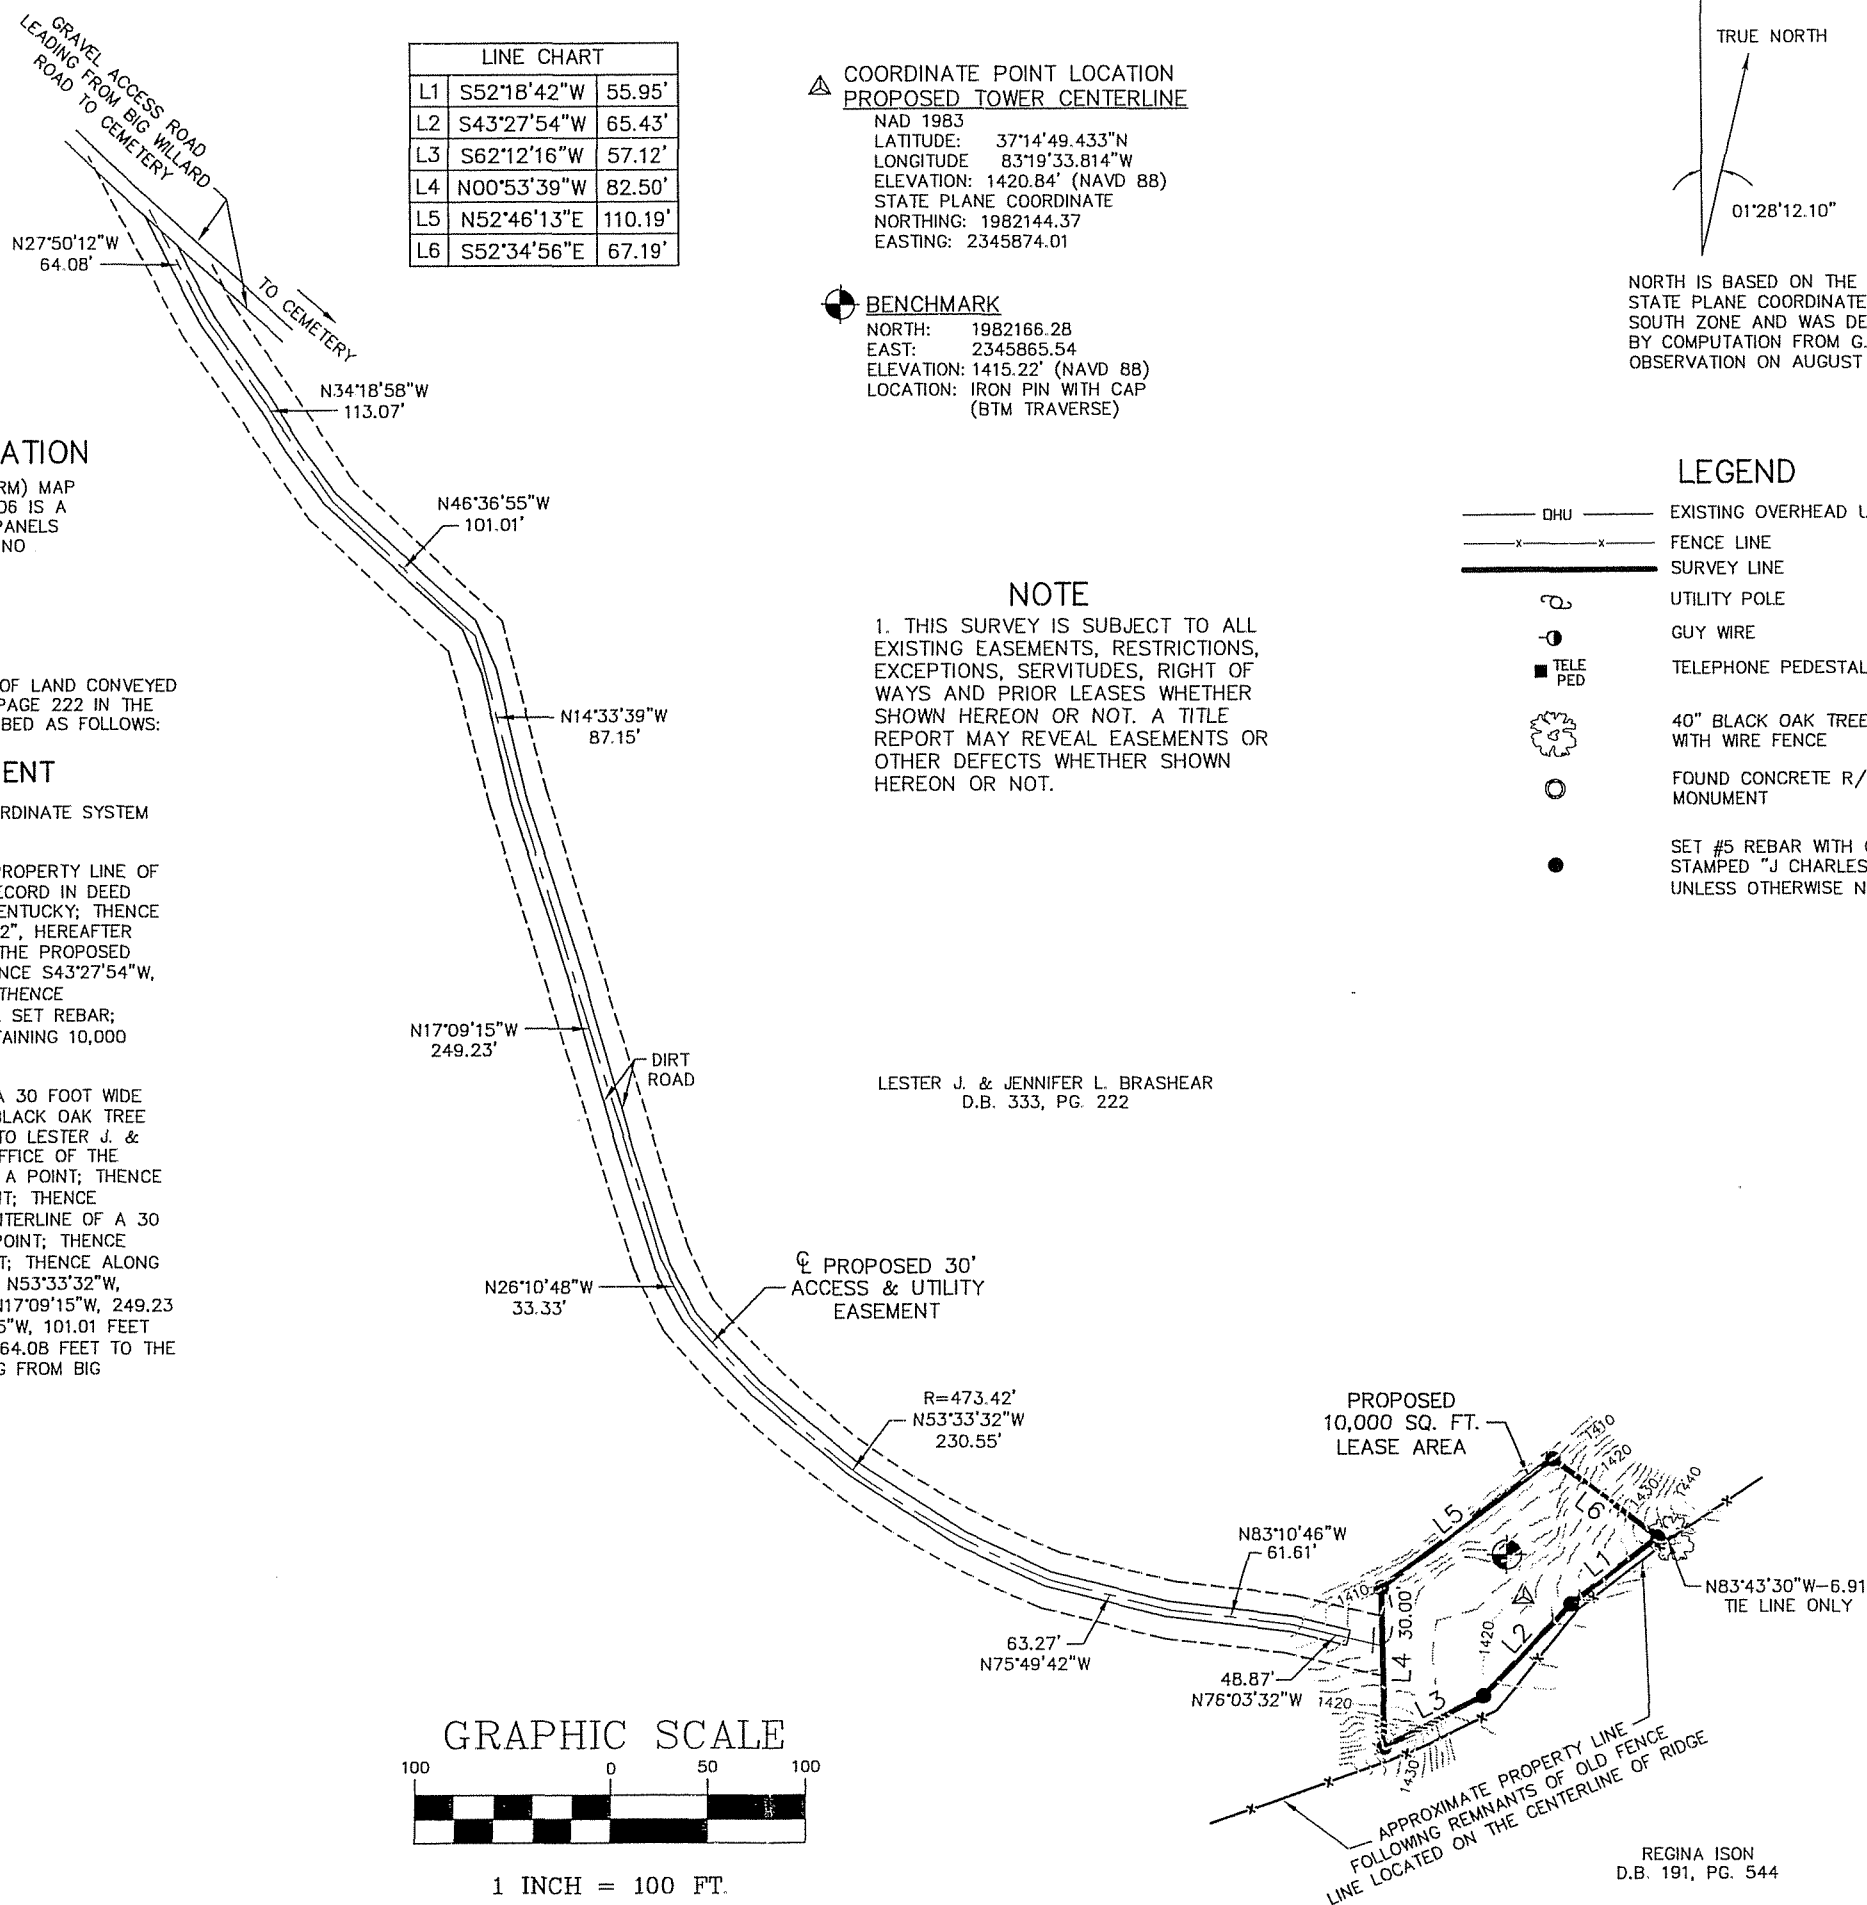 GRAVEL ACCESS ROAD
LEADING FROM BIG WILLARD
ROAD TO CEMETERY
LINE CHART
L1 S52°18'42"W 55.95'
L2 S43°27'54"W 65.43'
L3 S62°12'16"W 57.12'
L4 N00°53'39"W 82.50'
L5 N52°46'13"E 110.19'
L6 S52°34'56"E 67.19'
COORDINATE POINT LOCATION
PROPOSED TOWER CENTERLINE
NAD 1983
LATITUDE: 37°14'49.433"N
LONGITUDE 83°19'33.814"W
ELEVATION: 1420.84' (NAVD 88)
STATE PLANE COORDINATE
NORTHING: 1982144.37
EASTING: 2345874.01
BENCHMARK
NORTH: 1982166.28
EAST: 2345865.54
ELEVATION: 1415.22' (NAVD 88)
LOCATION: IRON PIN WITH CAP
(BTM TRAVERSE)
TRUE NORTH
01°28'12.10"
NORTH IS BASED ON THE
STATE PLANE COORDINATE
SOUTH ZONE AND WAS DE
BY COMPUTATION FROM G.
OBSERVATION ON AUGUST
N27°50'12"W
64.08'
TO CEMETERY
N34°18'58"W
113.07'
ATION
RM) MAP
06 IS A
PANELS
NO
N46°36'55"W
101.01'
LEGEND
OHU EXISTING OVERHEAD U
x x FENCE LINE
SURVEY LINE
UTILITY POLE
GUY WIRE
TELE
PED
TELEPHONE PEDESTAL
40" BLACK OAK TREE
WITH WIRE FENCE
FOUND CONCRETE R/
MONUMENT
SET #5 REBAR WITH C
STAMPED "J CHARLES
UNLESS OTHERWISE N
NOTE
1. THIS SURVEY IS SUBJECT TO ALL
EXISTING EASEMENTS, RESTRICTIONS,
EXCEPTIONS, SERVITUDES, RIGHT OF
WAYS AND PRIOR LEASES WHETHER
SHOWN HEREON OR NOT. A TITLE
REPORT MAY REVEAL EASEMENTS OR
OTHER DEFECTS WHETHER SHOWN
HEREON OR NOT.
OF LAND CONVEYED
PAGE 222 IN THE
BED AS FOLLOWS:
ENT
RDINATE SYSTEM
N14°33'39"W
87.15'
PROPERTY LINE OF
ECORD IN DEED
ENTUCKY; THENCE
2", HEREAFTER
THE PROPOSED
NCE S43°27'54"W,
THENCE
SET REBAR;
TAINING 10,000
N17°09'15"W
249.23'
DIRT
ROAD
LESTER J. & JENNIFER L. BRASHEAR
D.B. 333, PG. 222
A 30 FOOT WIDE
BLACK OAK TREE
TO LESTER J. &
FFICE OF THE
A POINT; THENCE
T; THENCE
TERLINE OF A 30
POINT; THENCE
T; THENCE ALONG
N53°33'32"W,
N17°09'15"W, 249.23
5"W, 101.01 FEET
64.08 FEET TO THE
G FROM BIG
N26°10'48"W
33.33'
℄ PROPOSED 30'
ACCESS & UTILITY
EASEMENT
R=473.42'
N53°33'32"W
230.55'
PROPOSED
10,000 SQ. FT.
LEASE AREA
1410
1420
1430
1440
L5
L6
L1
N83°10'46"W
61.61'
1410
30.00'
L4
L3
L2
1420
N83°43'30"W-6.91
TIE LINE ONLY
63.27'
N75°49'42"W
48.87'
N76°03'32"W
1420
1430
APPROXIMATE PROPERTY LINE
FOLLOWING REMNANTS OF OLD FENCE
LINE LOCATED ON THE CENTERLINE OF RIDGE
REGINA ISON
D.B. 191, PG. 544
GRAPHIC SCALE
100 0 50 100
1 INCH = 100 FT.